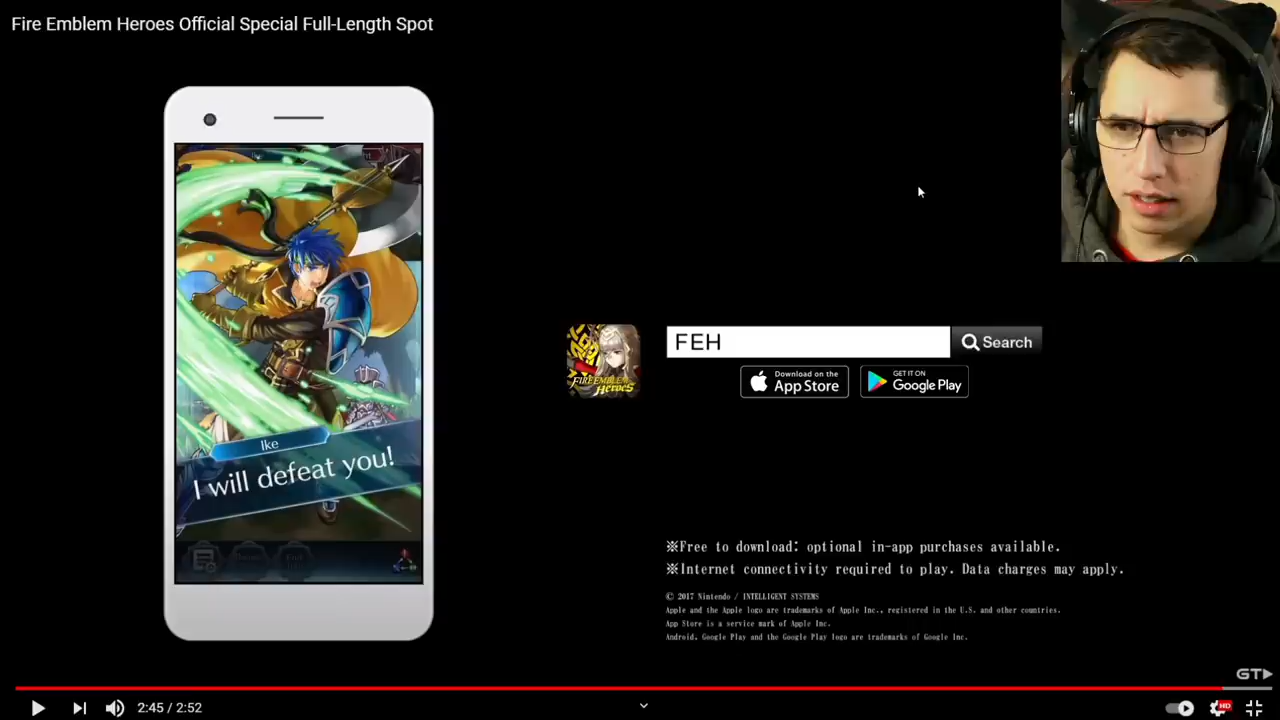 Fire Emblem Heroes Official Special Full-Length Spot
Ike
I will defeat you!
FIRE EMBLEM
Heroes
FEH
Search
Download on the
App Store
GET IT ON
Google Play
※Free to download: optional in-app purchases available.
※Internet connectivity required to play. Data charges may apply.
© 2017 Nintendo / INTELLIGENT SYSTEMS
Apple and the Apple logo are trademarks of Apple Inc., registered in the U.S. and other countries.
App Store is a service mark of Apple Inc.
Android, Google Play and the Google Play logo are trademarks of Google Inc.
GT
2:45 / 2:52
HD